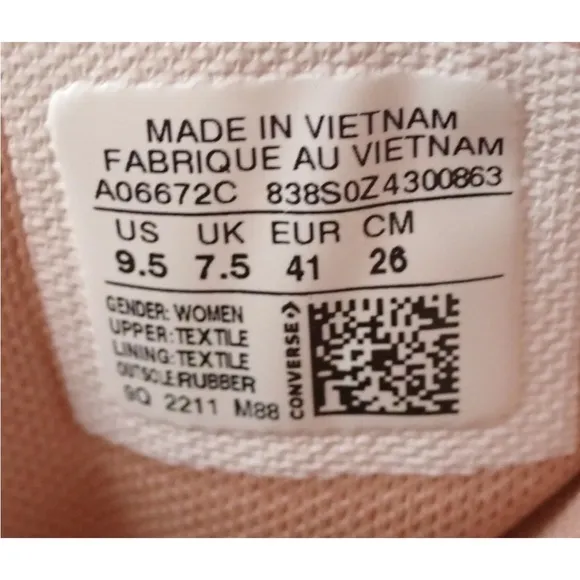 MADE IN VIETNAM
FABRIQUE AU VIETNAM
A06672C 838S0Z4300863
US UK EUR CM
9.5 7.5 41 26
GENDER: WOMEN
UPPER: TEXTILE
LINING: TEXTILE
OUTSOLE: RUBBER
9Q 2211 M88
CONVERSE